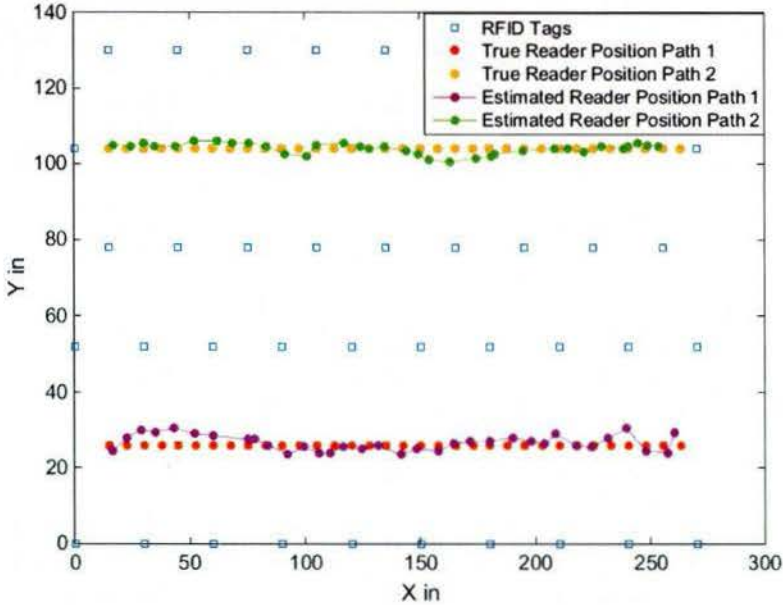 140
120
100
80
60
40
20
0
Y in
RFID Tags
True Reader Position Path 1
True Reader Position Path 2
Estimated Reader Position Path 1
Estimated Reader Position Path 2
0 50 100 150 200 250 300
X in